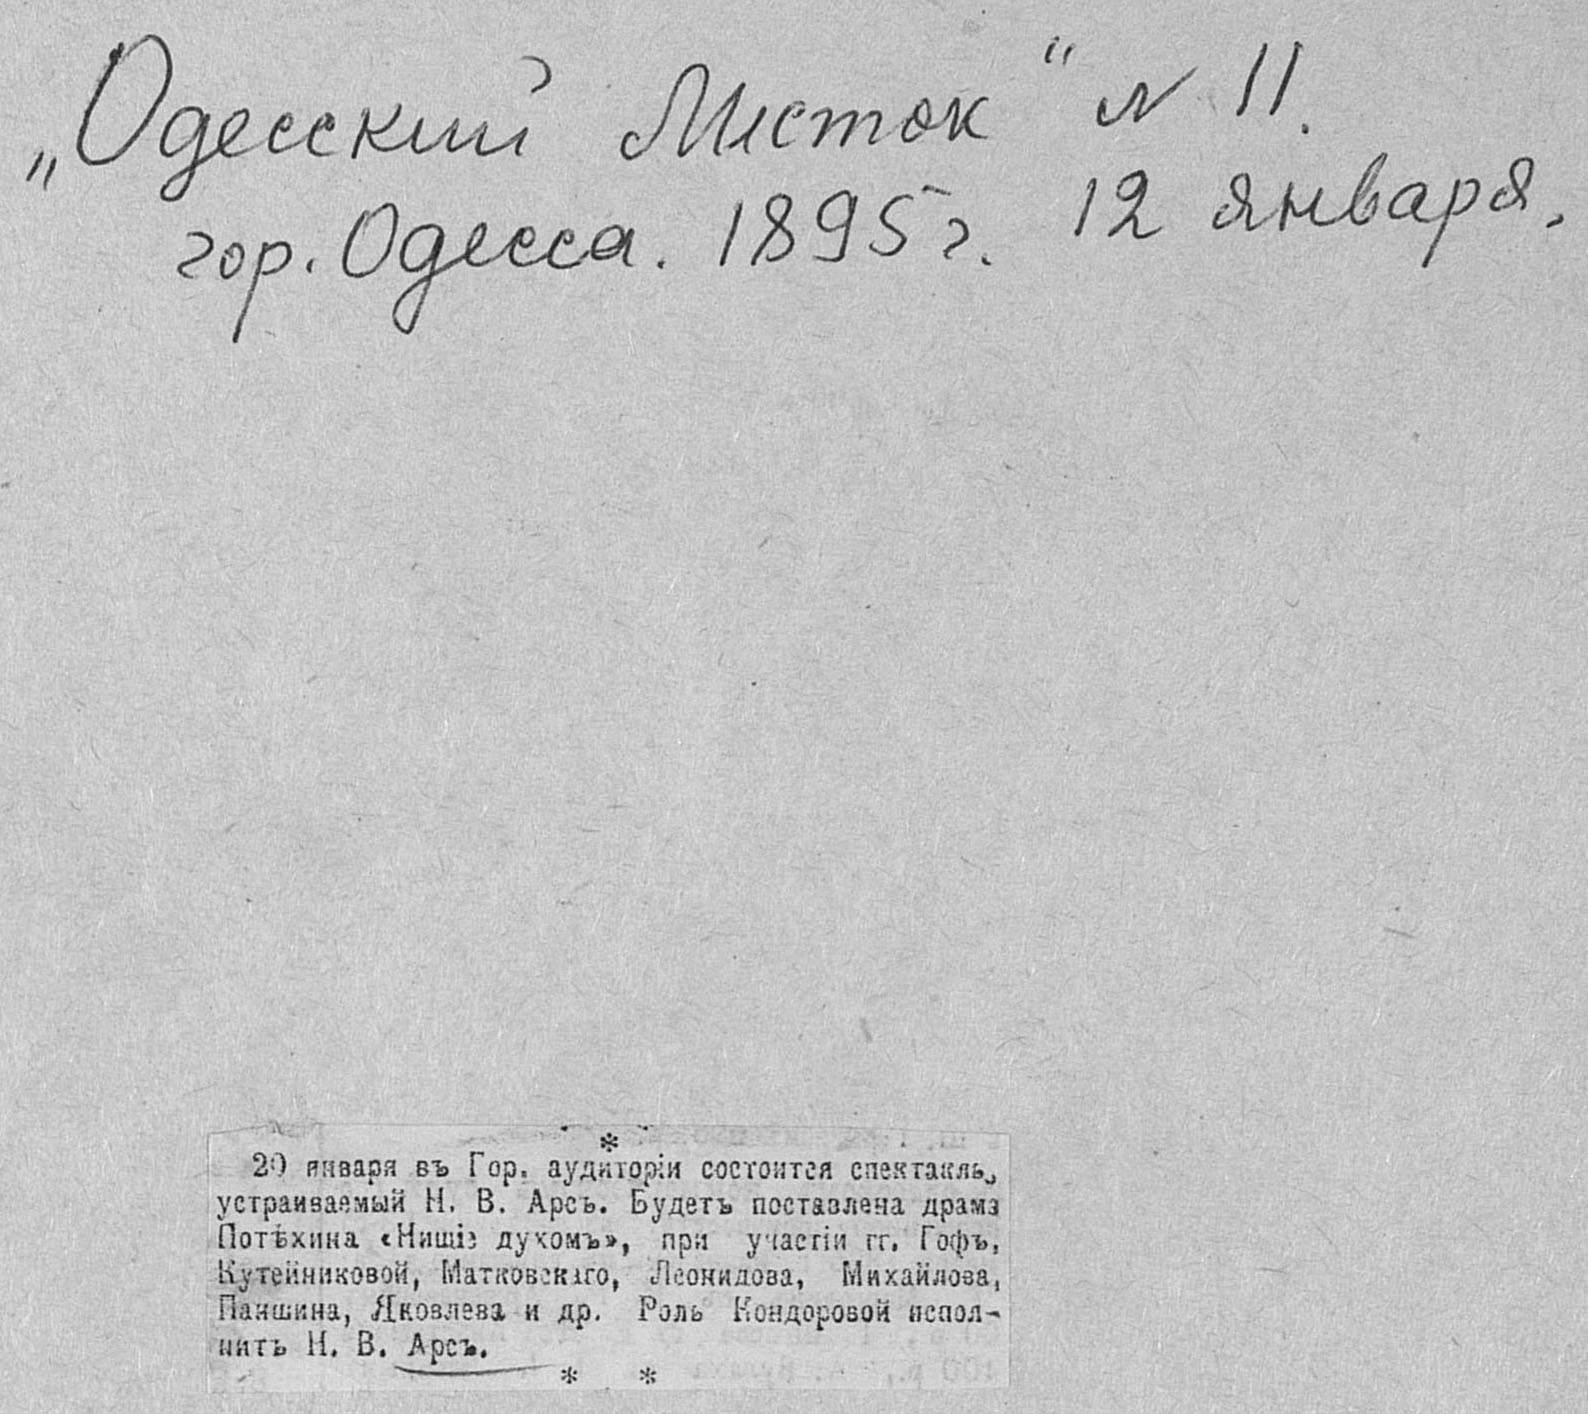 „Одесский Листок“ N 11.
гор. Одесса. 1895 г. 12 января.
*
20 января въ Гор. аудиторіи состоится спектакль,
устраиваемый Н. В. Арсъ. Будетъ поставлена драма
Потѣхина «Нищіе духомъ», при участіи гг. Гофъ,
Кутейниковой, Матковскаго, Леонидова, Михайлова,
Паншина, Яковлева и др. Роль Кондоровой испол-
нитъ Н. В. Арсъ.
* *